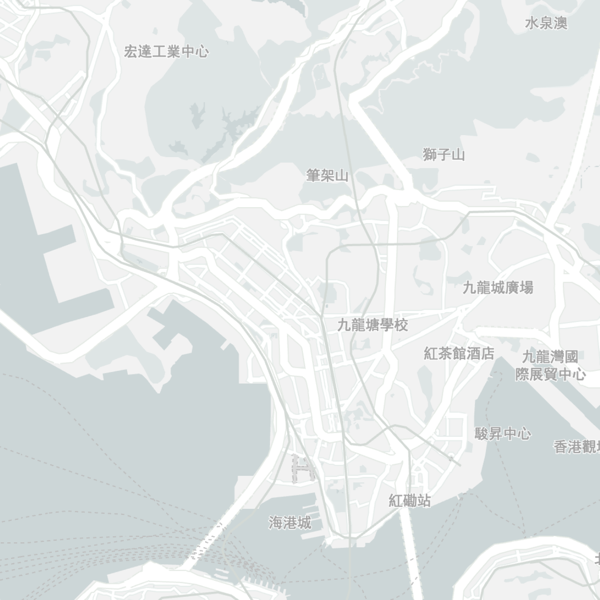 水泉澳
宏達工業中心
獅子山
筆架山
九龍城廣場
九龍塘學校
紅茶館酒店
九龍灣國
際展貿中心
駿昇中心
香港觀
紅磡站
海港城